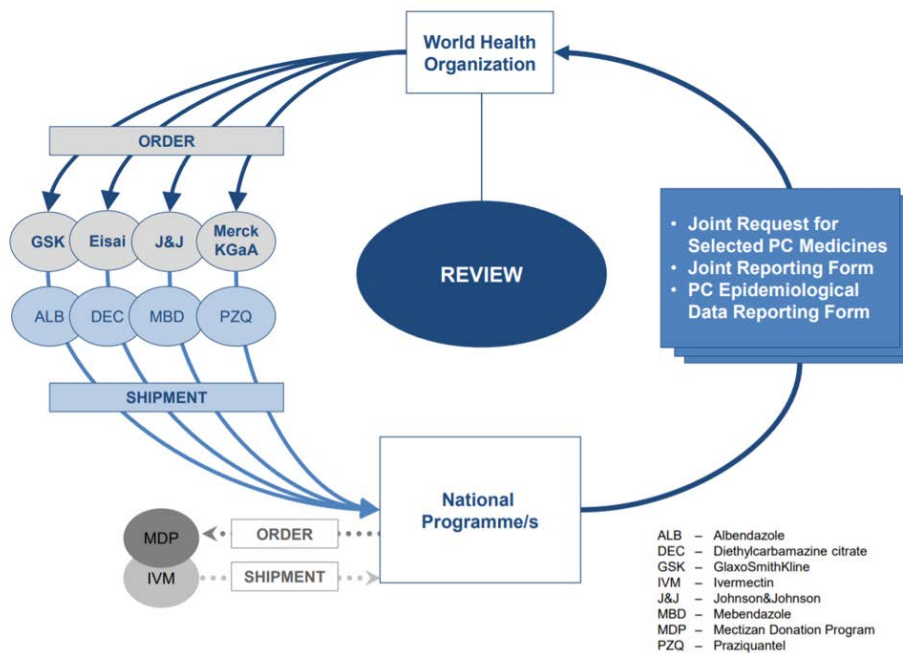 World Health
Organization
ORDER
GSK
Eisai
J&J
Merck
KGaA
ALB
DEC
MBD
PZQ
SHIPMENT
REVIEW
• Joint Request for
Selected PC Medicines
• Joint Reporting Form
• PC Epidemiological
Data Reporting Form
National
Programme/s
MDP
ORDER
IVM
SHIPMENT
ALB – Albendazole
DEC – Diethylcarbamazine citrate
GSK – GlaxoSmithKline
IVM – Ivermectin
J&J – Johnson&Johnson
MBD – Mebendazole
MDP – Mectizan Donation Program
PZQ – Praziquantel